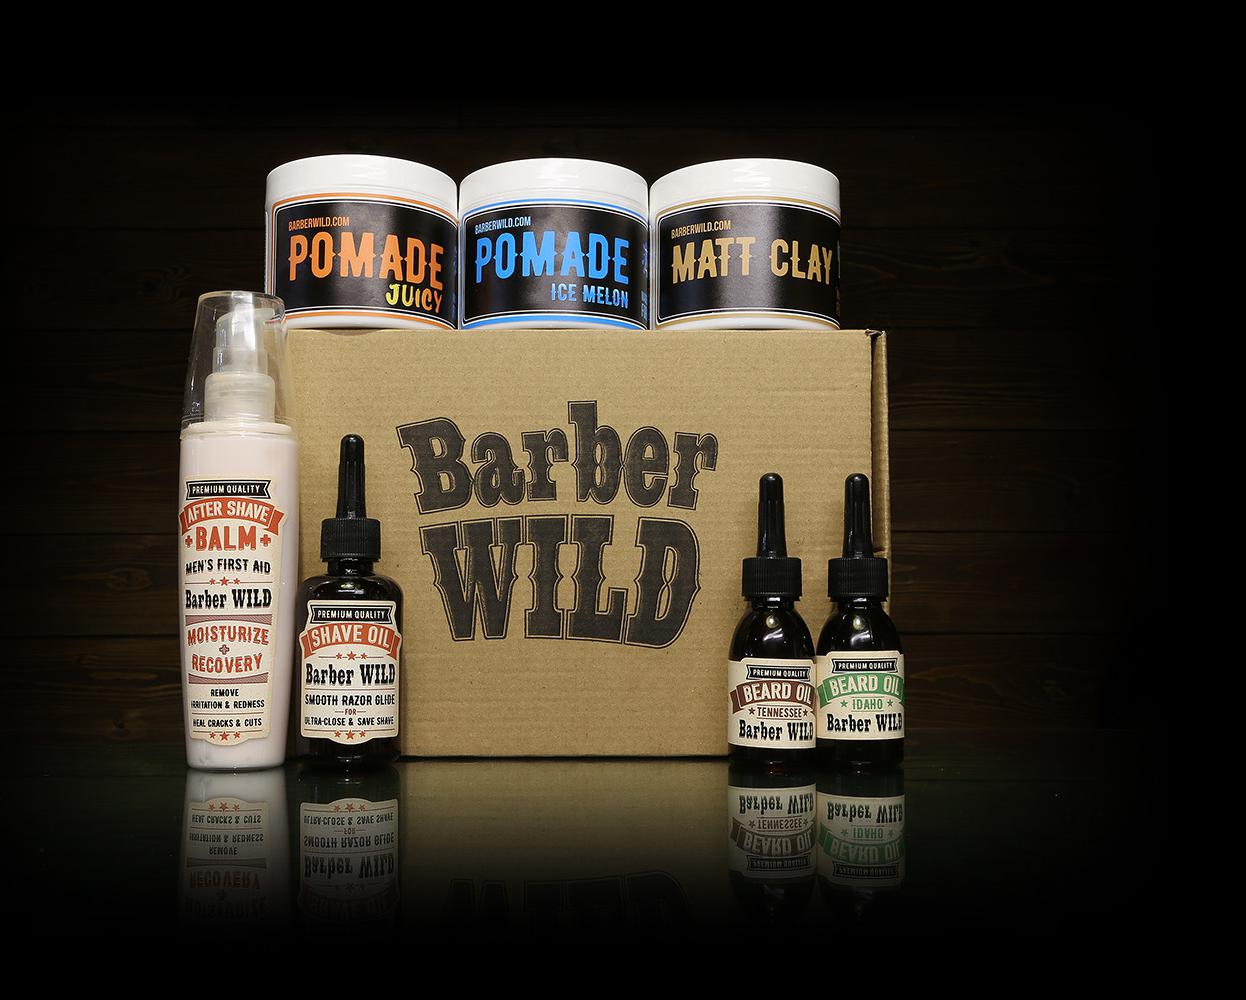 BARBERWILD.COM
POMADE
JUICY
BARBERWILD.COM
POMADE
ICE MELON
BARBERWILD.COM
MATT CLAY
Barber
WILD
PREMIUM QUALITY
AFTER SHAVE
BALM
MEN'S FIRST AID
Barber WILD
MOISTURIZE
+
RECOVERY
REMOVE
IRRITATION & REDNESS
HEAL CRACKS & CUTS
PREMIUM QUALITY
SHAVE OIL
Barber WILD
SMOOTH RAZOR GLIDE
FOR
ULTRA-CLOSE & SAVE SHAVE
PREMIUM QUALITY
BEARD OIL
TENNESSEE
Barber WILD
PREMIUM QUALITY
BEARD OIL
IDAHO
Barber WILD